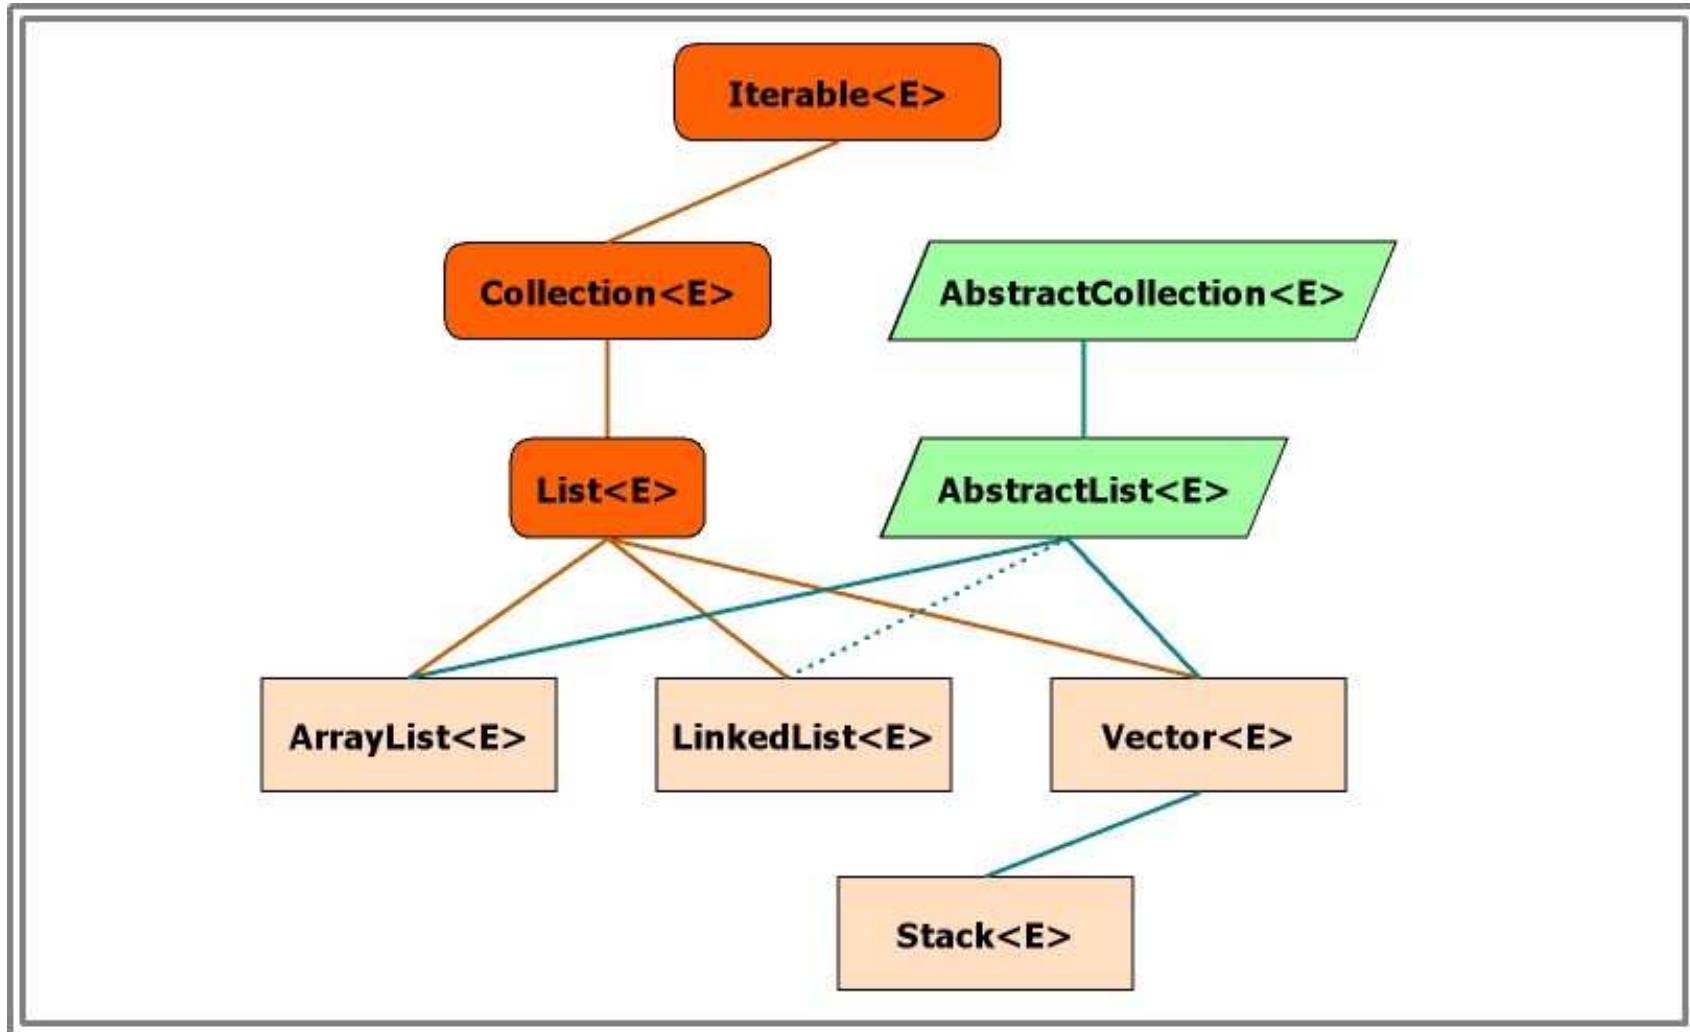 Iterable<E>
Collection<E>
AbstractCollection<E>
List<E>
AbstractList<E>
ArrayList<E>
LinkedList<E>
Vector<E>
Stack<E>